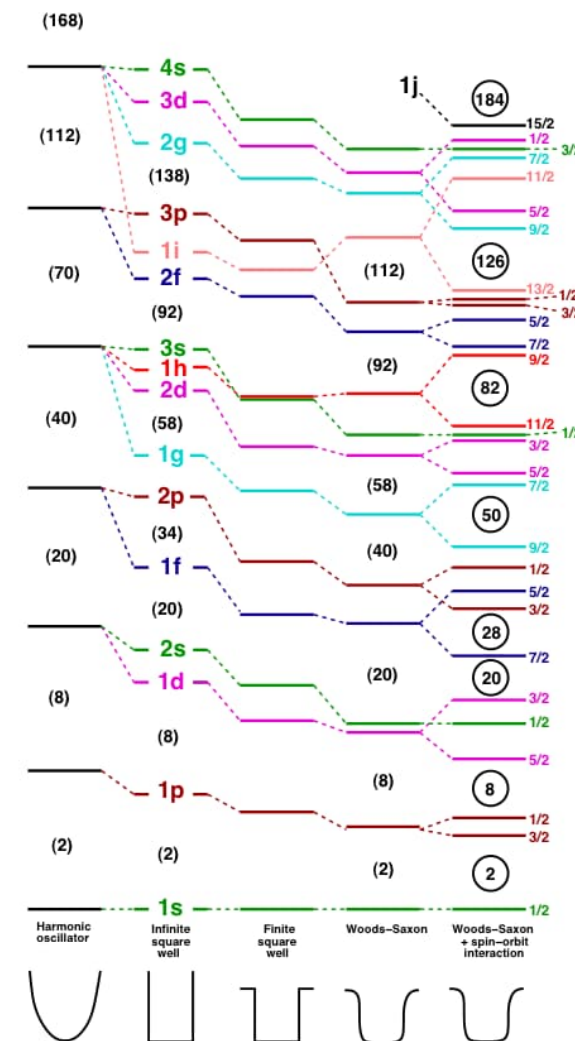 (168)
4s
3d
1j
184
15/2
1/2
3/2
(112)
2g
7/2
(138)
11/2
3p
5/2
9/2
1i
(70)
2f
(112)
126
13/2
1/2
3/2
(92)
5/2
7/2
3s
1h
(92)
9/2
2d
82
(40)
(58)
11/2
1/2
3/2
1g
(58)
5/2
7/2
2p
50
(34)
(40)
9/2
(20)
1f
1/2
5/2
(20)
3/2
28
2s
7/2
(20)
20
1d
3/2
(8)
1/2
(8)
5/2
(8)
8
1p
1/2
3/2
(2)
(2)
(2)
2
1s
1/2
Harmonic
oscillator
Infinite
square
well
Finite
square
well
Woods–Saxon
Woods–Saxon
+ spin–orbit
interaction